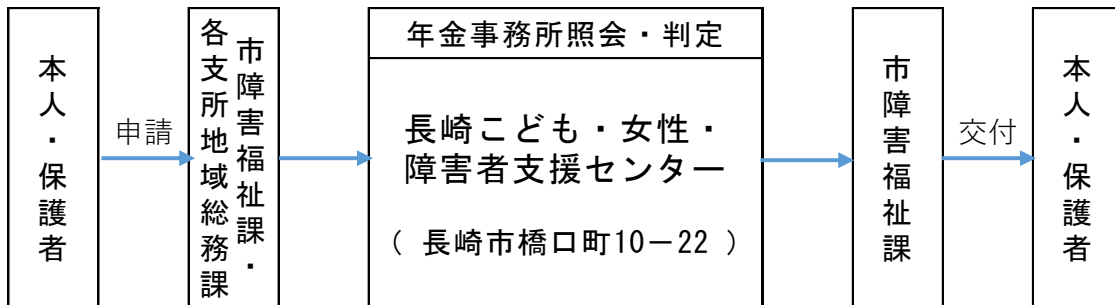 本人・保護者
申請
市障害福祉課・
各支所地域総務課
年金事務所照会・判定
長崎こども・女性・
障害者支援センター
（ 長崎市橋口町10－22 ）
市障害福祉課
交付
本人・保護者